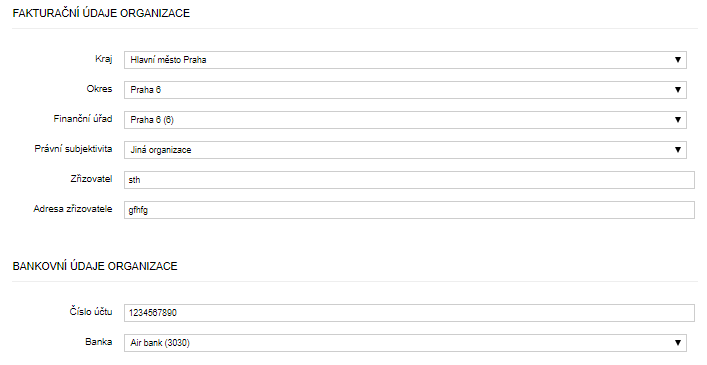 FAKTURAČNÍ ÚDAJE ORGANIZACE
Kraj Hlavní město Praha
Okres Praha 6
Finanční úřad Praha 6 (6)
Právní subjektivita Jiná organizace
Zřizovatel sth
Adresa zřizovatele gfhfg
BANKOVNÍ ÚDAJE ORGANIZACE
Číslo účtu 1234567890
Banka Air bank (3030)